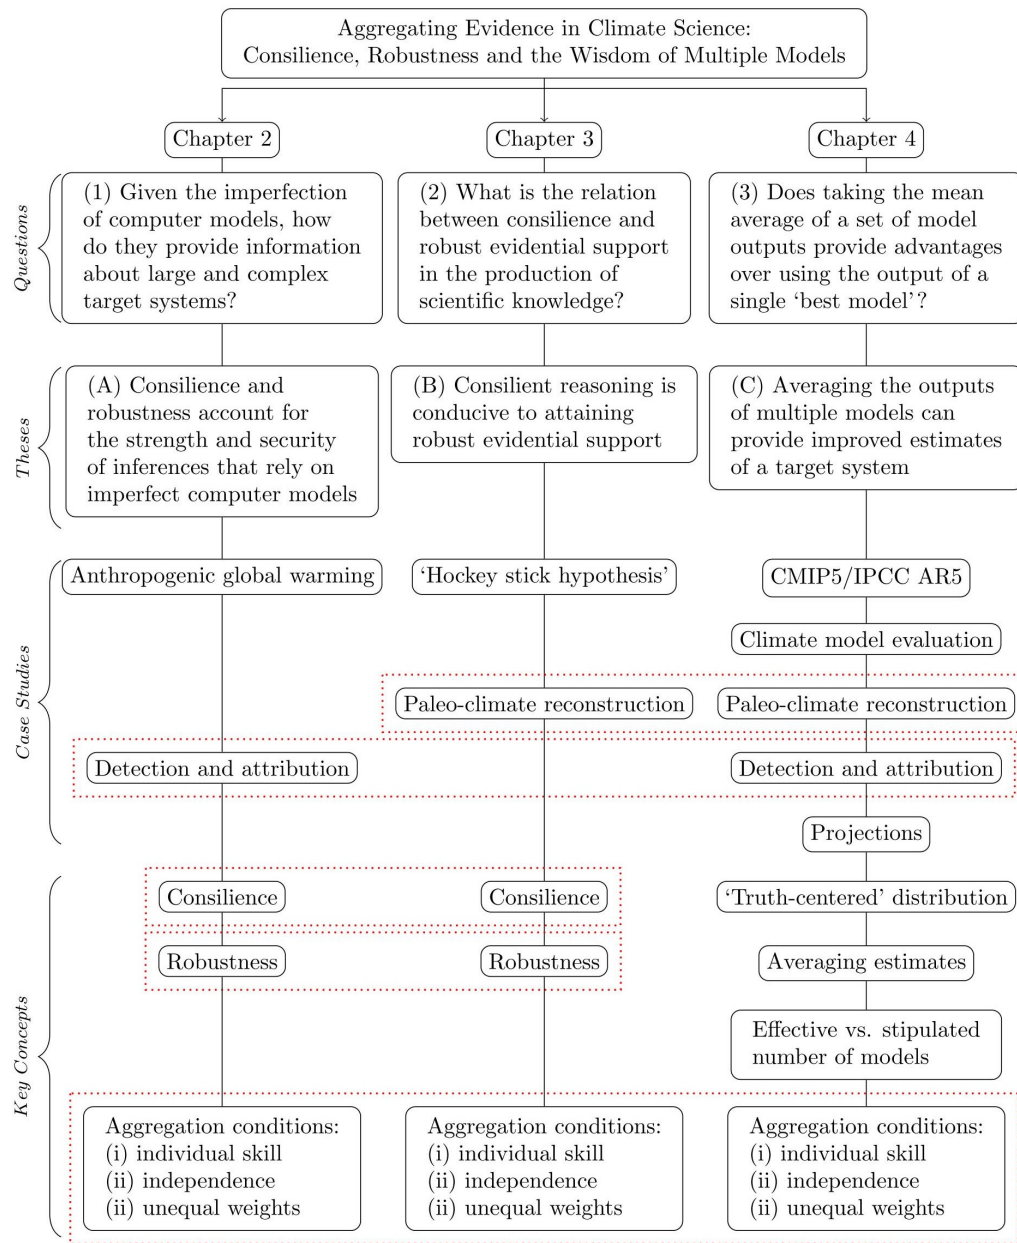 Aggregating Evidence in Climate Science:
Consilience, Robustness and the Wisdom of Multiple Models
Chapter 2
Chapter 3
Chapter 4
Questions
(1) Given the imperfection
of computer models, how
do they provide information
about large and complex
target systems?
(2) What is the relation
between consilience and
robust evidential support
in the production of
scientific knowledge?
(3) Does taking the mean
average of a set of model
outputs provide advantages
over using the output of a
single ‘best model’?
Theses
(A) Consilience and
robustness account for
the strength and security
of inferences that rely on
imperfect computer models
(B) Consilient reasoning is
conducive to attaining
robust evidential support
(C) Averaging the outputs
of multiple models can
provide improved estimates
of a target system
Case Studies
Anthropogenic global warming
‘Hockey stick hypothesis’
CMIP5/IPCC AR5
Climate model evaluation
Paleo-climate reconstruction
Paleo-climate reconstruction
Detection and attribution
Detection and attribution
Projections
Key Concepts
Consilience
Consilience
‘Truth-centered’ distribution
Robustness
Robustness
Averaging estimates
Effective vs. stipulated
number of models
Aggregation conditions:
(i) individual skill
(ii) independence
(ii) unequal weights
Aggregation conditions:
(i) individual skill
(ii) independence
(ii) unequal weights
Aggregation conditions:
(i) individual skill
(ii) independence
(ii) unequal weights